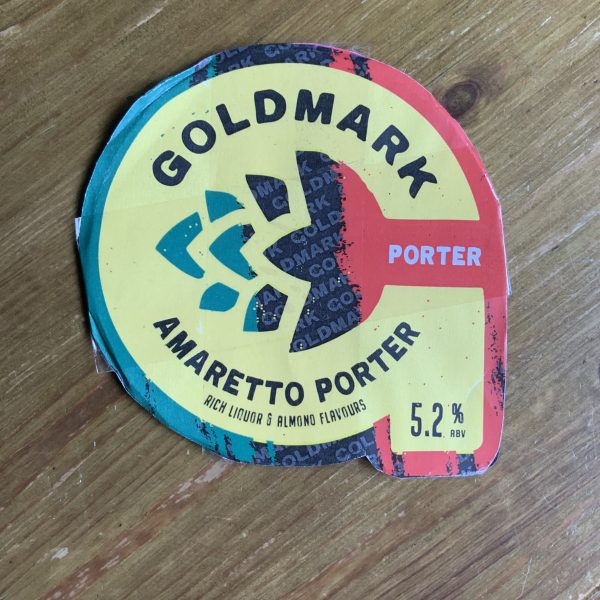 GOLDMARK
PORTER
AMARETTO PORTER
RICH LIQUOR & ALMOND FLAVOURS
5.2 %
ABV